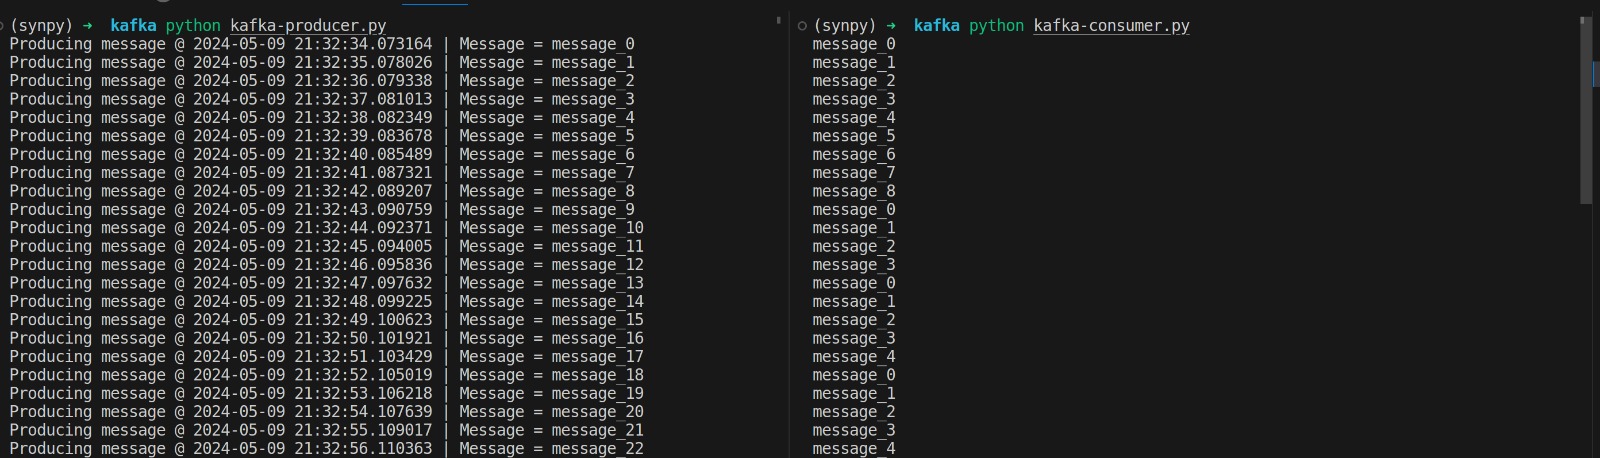 (synpy) ➜ kafka python kafka-producer.py
Producing message @ 2024-05-09 21:32:34.073164 | Message = message_0
Producing message @ 2024-05-09 21:32:35.078026 | Message = message_1
Producing message @ 2024-05-09 21:32:36.079338 | Message = message_2
Producing message @ 2024-05-09 21:32:37.081013 | Message = message_3
Producing message @ 2024-05-09 21:32:38.082349 | Message = message_4
Producing message @ 2024-05-09 21:32:39.083678 | Message = message_5
Producing message @ 2024-05-09 21:32:40.085489 | Message = message_6
Producing message @ 2024-05-09 21:32:41.087321 | Message = message_7
Producing message @ 2024-05-09 21:32:42.089207 | Message = message_8
Producing message @ 2024-05-09 21:32:43.090759 | Message = message_9
Producing message @ 2024-05-09 21:32:44.092371 | Message = message_10
Producing message @ 2024-05-09 21:32:45.094005 | Message = message_11
Producing message @ 2024-05-09 21:32:46.095836 | Message = message_12
Producing message @ 2024-05-09 21:32:47.097632 | Message = message_13
Producing message @ 2024-05-09 21:32:48.099225 | Message = message_14
Producing message @ 2024-05-09 21:32:49.100623 | Message = message_15
Producing message @ 2024-05-09 21:32:50.101921 | Message = message_16
Producing message @ 2024-05-09 21:32:51.103429 | Message = message_17
Producing message @ 2024-05-09 21:32:52.105019 | Message = message_18
Producing message @ 2024-05-09 21:32:53.106218 | Message = message_19
Producing message @ 2024-05-09 21:32:54.107639 | Message = message_20
Producing message @ 2024-05-09 21:32:55.109017 | Message = message_21
Producing message @ 2024-05-09 21:32:56.110363 | Message = message_22
(synpy) ➜ kafka python kafka-consumer.py
message_0
message_1
message_2
message_3
message_4
message_5
message_6
message_7
message_8
message_0
message_1
message_2
message_3
message_0
message_1
message_2
message_3
message_4
message_0
message_1
message_2
message_3
message_4